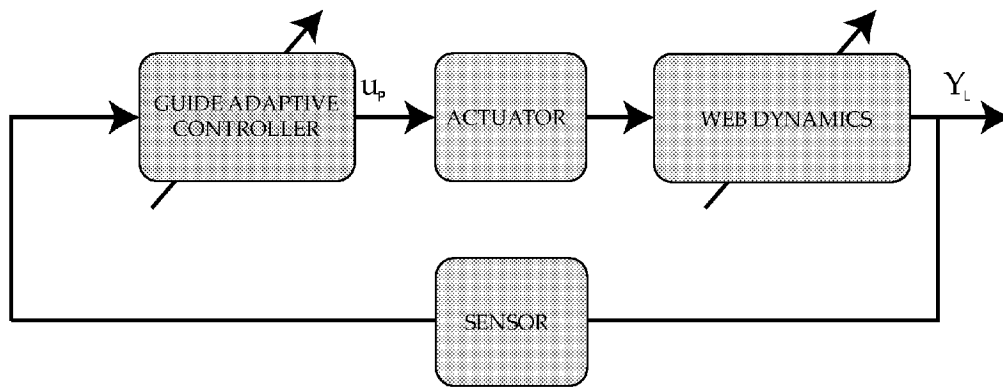 GUIDE ADAPTIVE
CONTROLLER
u_p
ACTUATOR
WEB DYNAMICS
Y_L
SENSOR